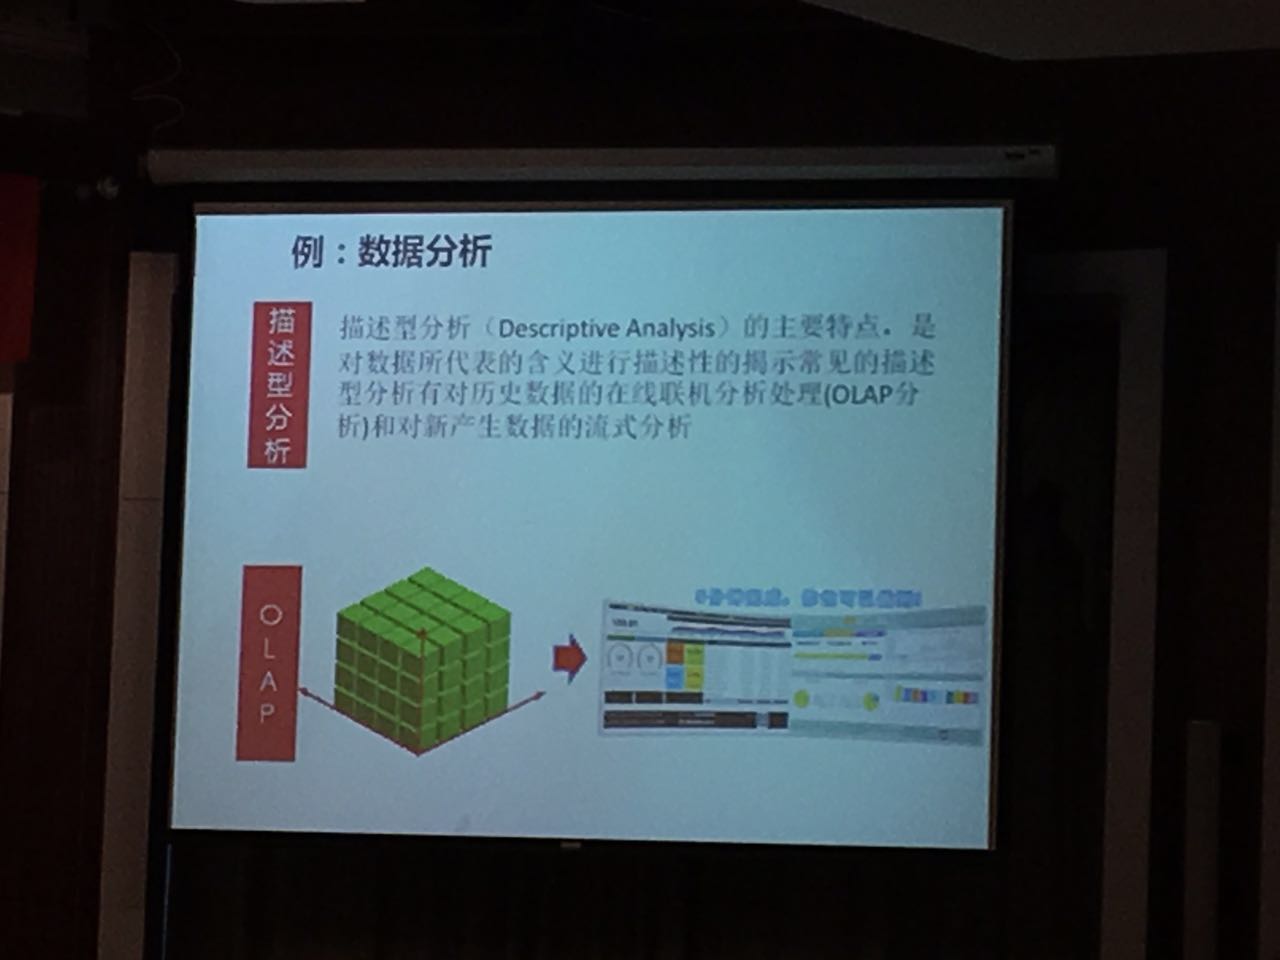 例：数据分析
描述型分析
描述型分析（Descriptive Analysis）的主要特点．是
对数据所代表的含义进行描述性的揭示常见的描述
型分析有对历史数据的在线联机分析处理(OLAP分
析)和对新产生数据的流式分析
OLAP